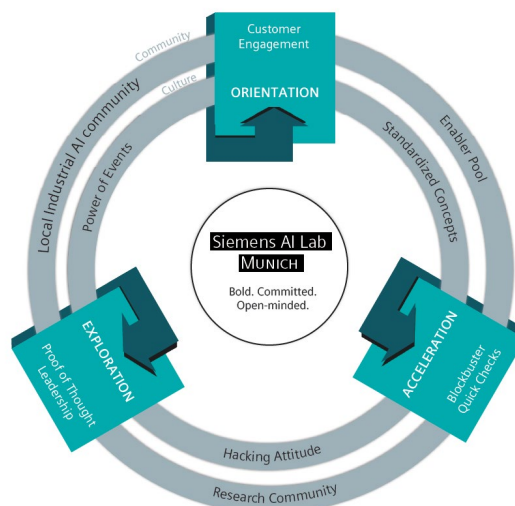 Customer
Engagement
ORIENTATION
Community
Culture
Local Industrial AI community
Power of Events
Enabler Pool
Standardized Concepts
Siemens AI Lab
MUNICH
Bold. Committed.
Open-minded.
EXPLORATION
Proof of Thought
Leadership
ACCELERATION
Blockbuster
Quick Checks
Hacking Attitude
Research Community